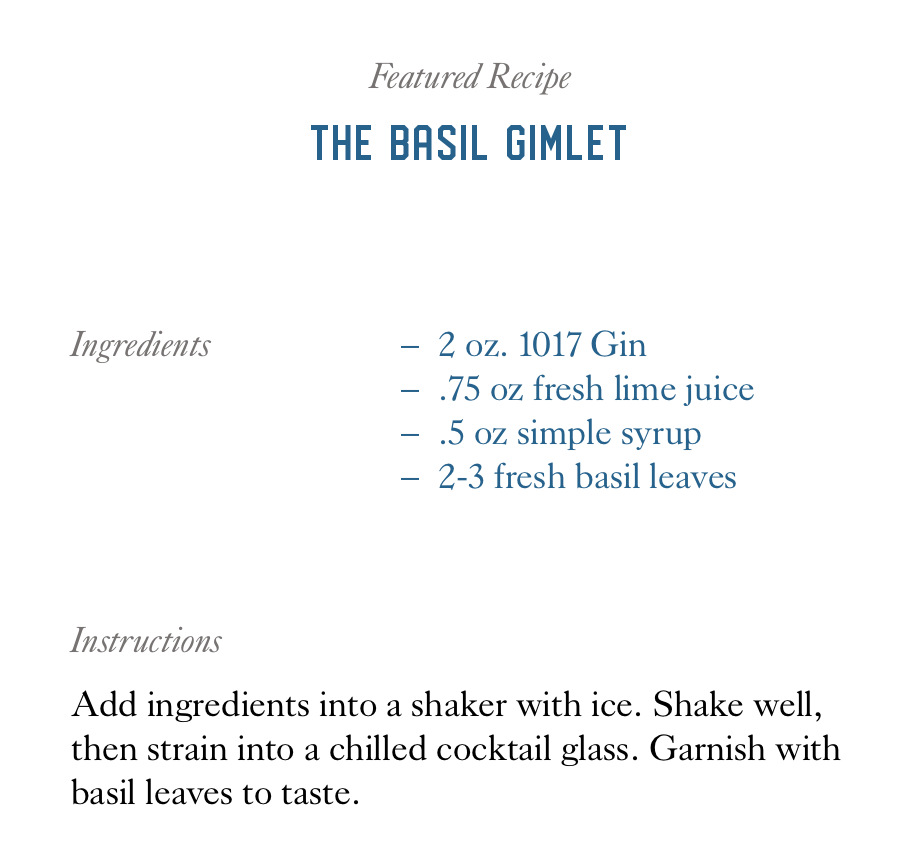 Featured Recipe
THE BASIL GIMLET
Ingredients
– 2 oz. 1017 Gin
– .75 oz fresh lime juice
– .5 oz simple syrup
– 2-3 fresh basil leaves
Instructions
Add ingredients into a shaker with ice. Shake well,
then strain into a chilled cocktail glass. Garnish with
basil leaves to taste.